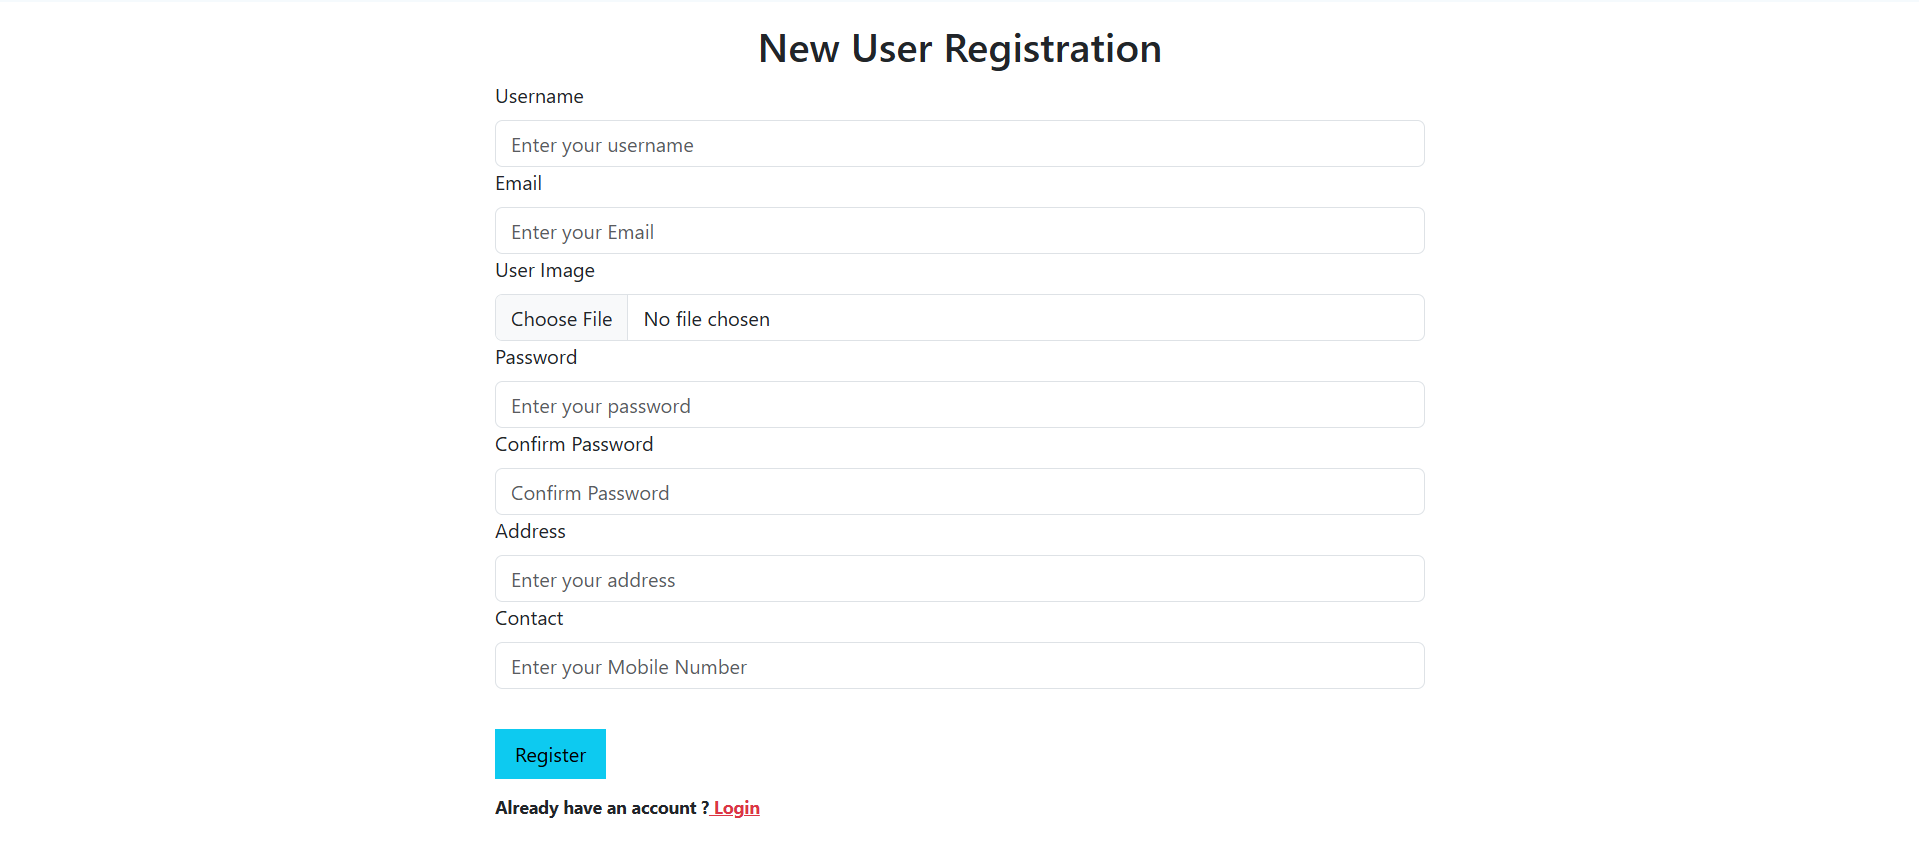 New User Registration
Username
Enter your username
Email
Enter your Email
User Image
Choose File No file chosen
Password
Enter your password
Confirm Password
Confirm Password
Address
Enter your address
Contact
Enter your Mobile Number
Register
Already have an account ? Login